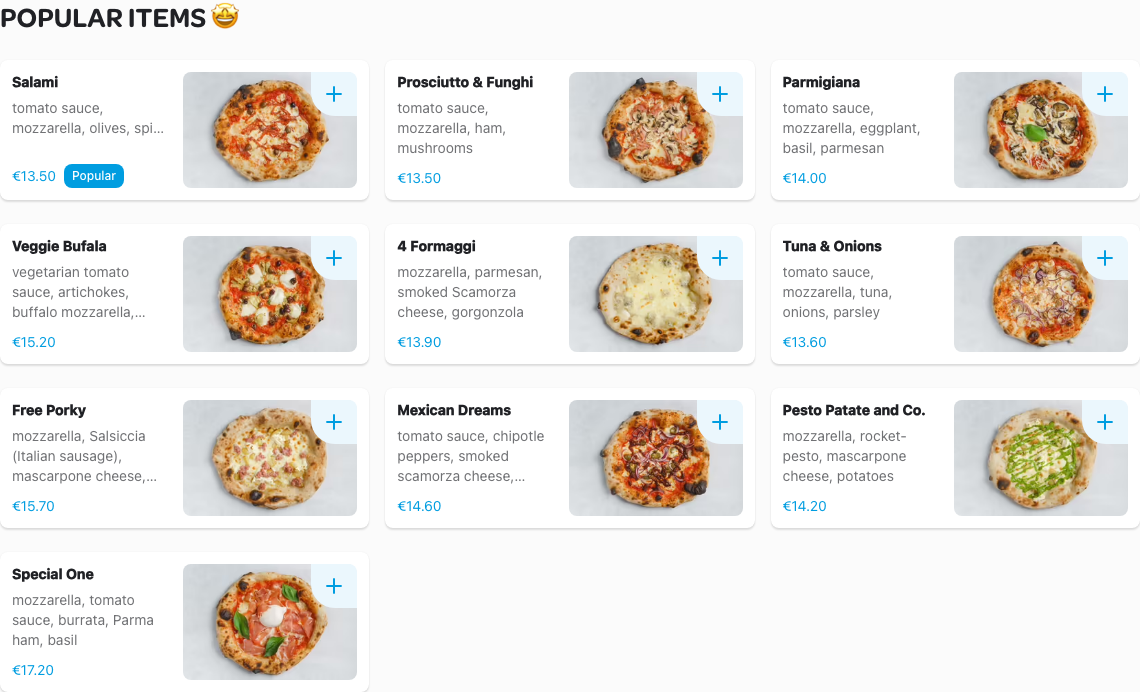 POPULAR ITEMS 🤩
Salami
tomato sauce,
mozzarella, olives, spi...
€13.50 Popular
Prosciutto & Funghi
tomato sauce,
mozzarella, ham,
mushrooms
€13.50
Parmigiana
tomato sauce,
mozzarella, eggplant,
basil, parmesan
€14.00
Veggie Bufala
vegetarian tomato
sauce, artichokes,
buffalo mozzarella,...
€15.20
4 Formaggi
mozzarella, parmesan,
smoked Scamorza
cheese, gorgonzola
€13.90
Tuna & Onions
tomato sauce,
mozzarella, tuna,
onions, parsley
€13.60
Free Porky
mozzarella, Salsiccia
(Italian sausage),
mascarpone cheese,...
€15.70
Mexican Dreams
tomato sauce, chipotle
peppers, smoked
scamorza cheese,...
€14.60
Pesto Patate and Co.
mozzarella, rocket-
pesto, mascarpone
cheese, potatoes
€14.20
Special One
mozzarella, tomato
sauce, burrata, Parma
ham, basil
€17.20